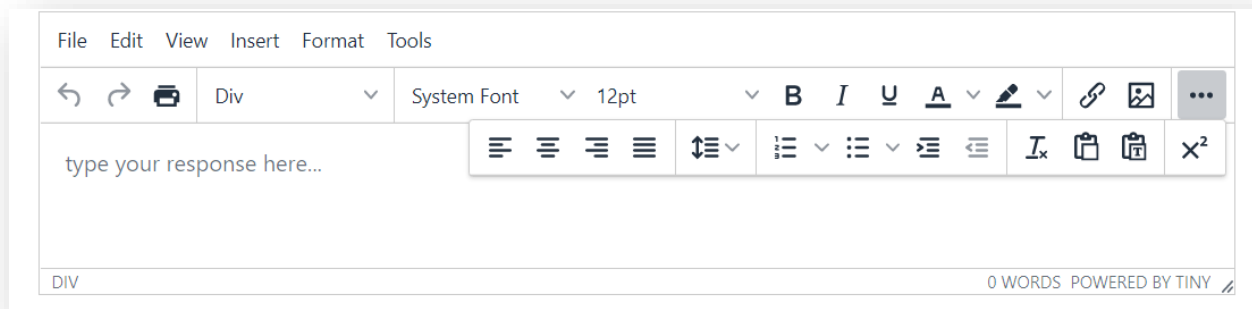 File Edit View Insert Format Tools
Div System Font 12pt B I U A
type your response here...
DIV 0 WORDS POWERED BY TINY